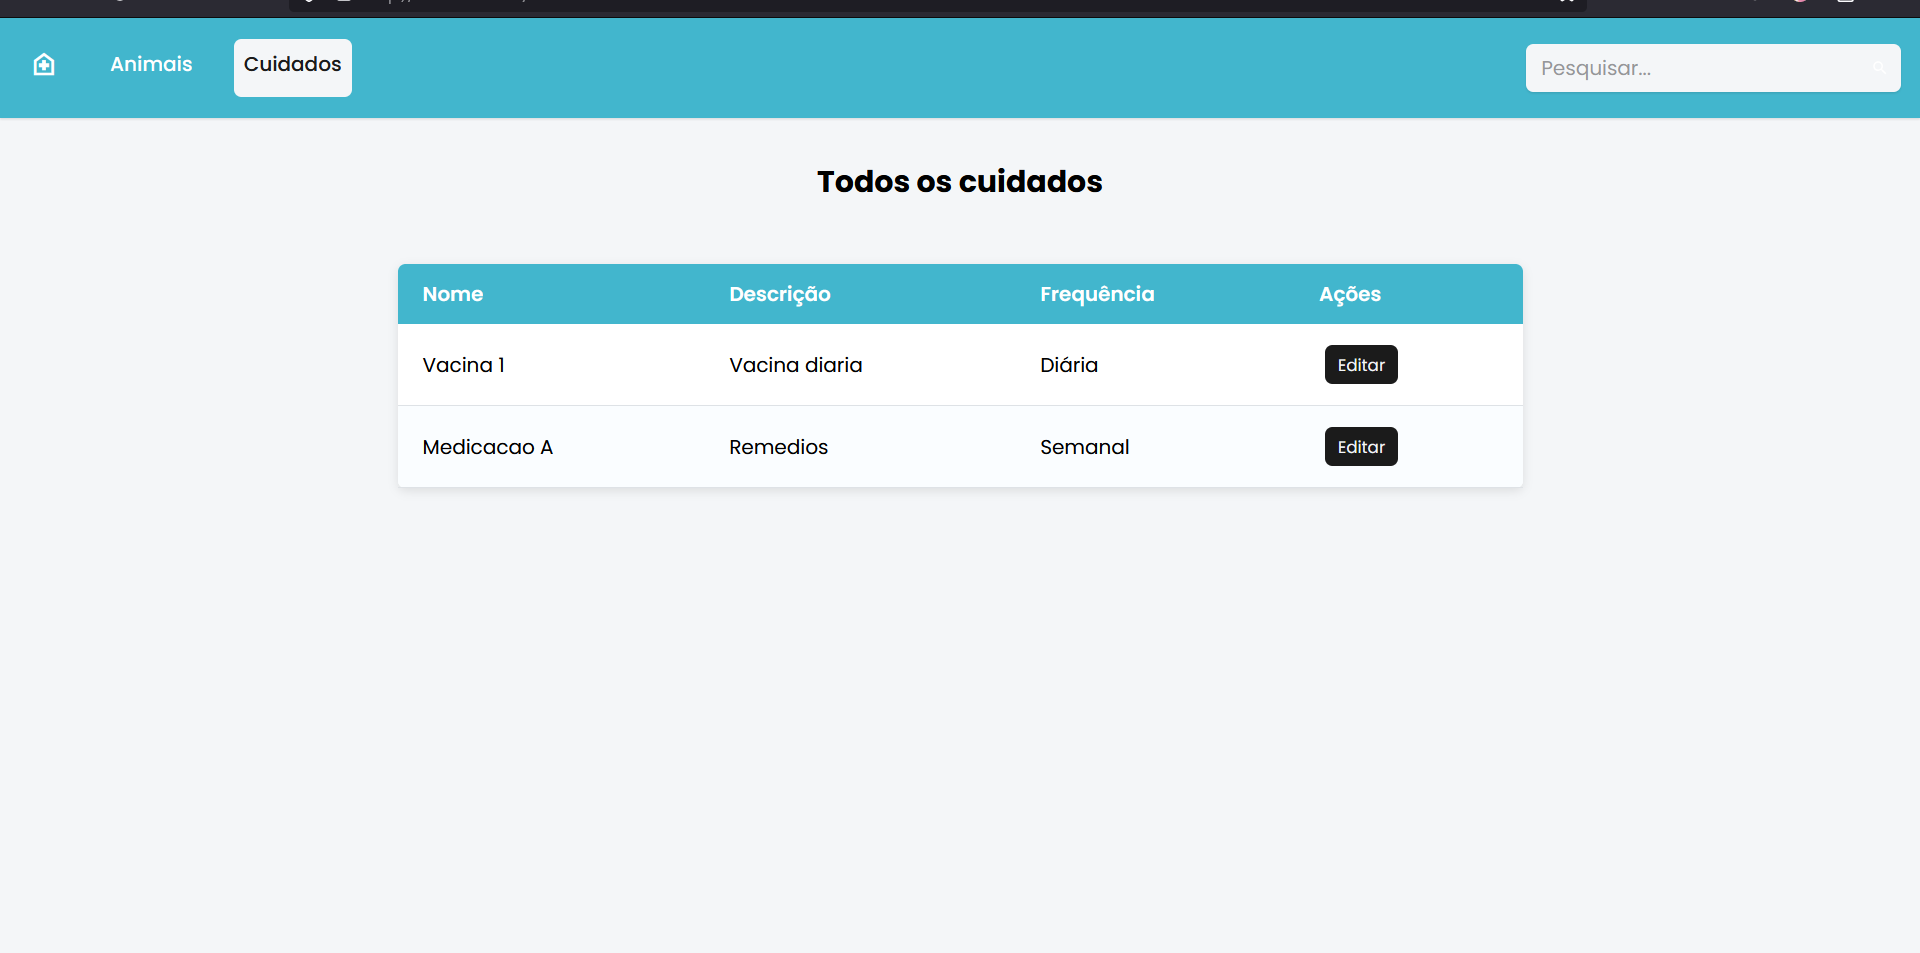 Animais
Cuidados
Pesquisar...
Todos os cuidados
Nome Descrição Frequência Ações
Vacina 1 Vacina diaria Diária Editar
Medicacao A Remedios Semanal Editar